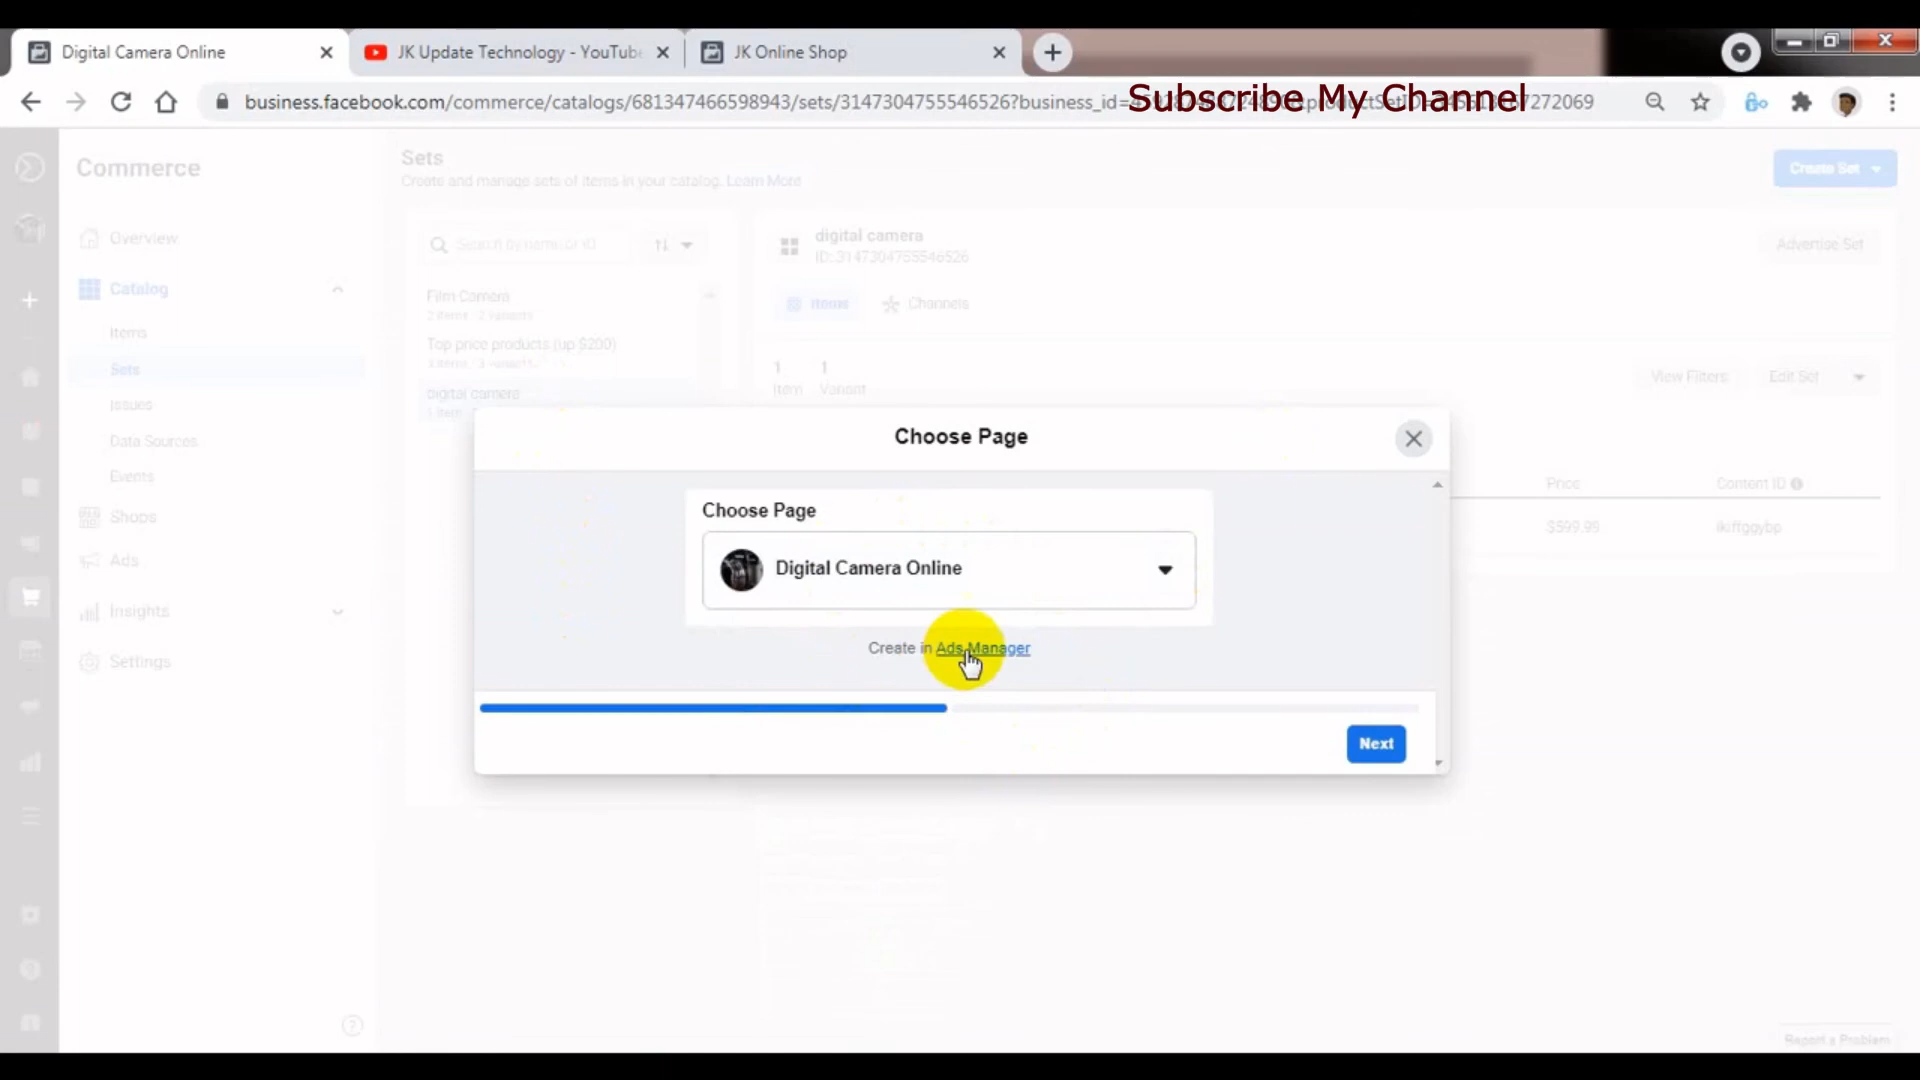 Digital Camera Online
JK Update Technology - YouTub
JK Online Shop
Subscribe My Channel
business.facebook.com/commerce/catalogs/681347466598943/sets/3147304755546526?business_id=
7272069
Commerce
Sets
Create Set
Create and manage sets of items in your catalog. Learn More
Overview
Search by name or ID
digital camera
ID: 3147304755546526
Advertise Set
Catalog
Film Camera
2 items · 2 variants
Items
Channels
Items
Top price products (up $200)
3 items · 3 variants
Sets
digital camera
1 item
1
Item
1
Variant
View Filters
Edit Set
Issues
Data Sources
Events
Shops
Ads
Insights
Settings
Choose Page
Choose Page
Digital Camera Online
Create in Ads Manager
Next
Price
Content ID
$599.99
Report a Problem